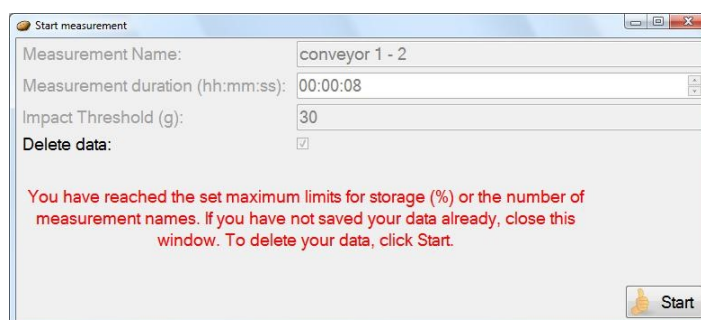 Start measurement
Measurement Name: conveyor 1 - 2
Measurement duration (hh:mm:ss): 00:00:08
Impact Threshold (g): 30
Delete data:
You have reached the set maximum limits for storage (%) or the number of
measurement names. If you have not saved your data already, close this
window. To delete your data, click Start.
Start